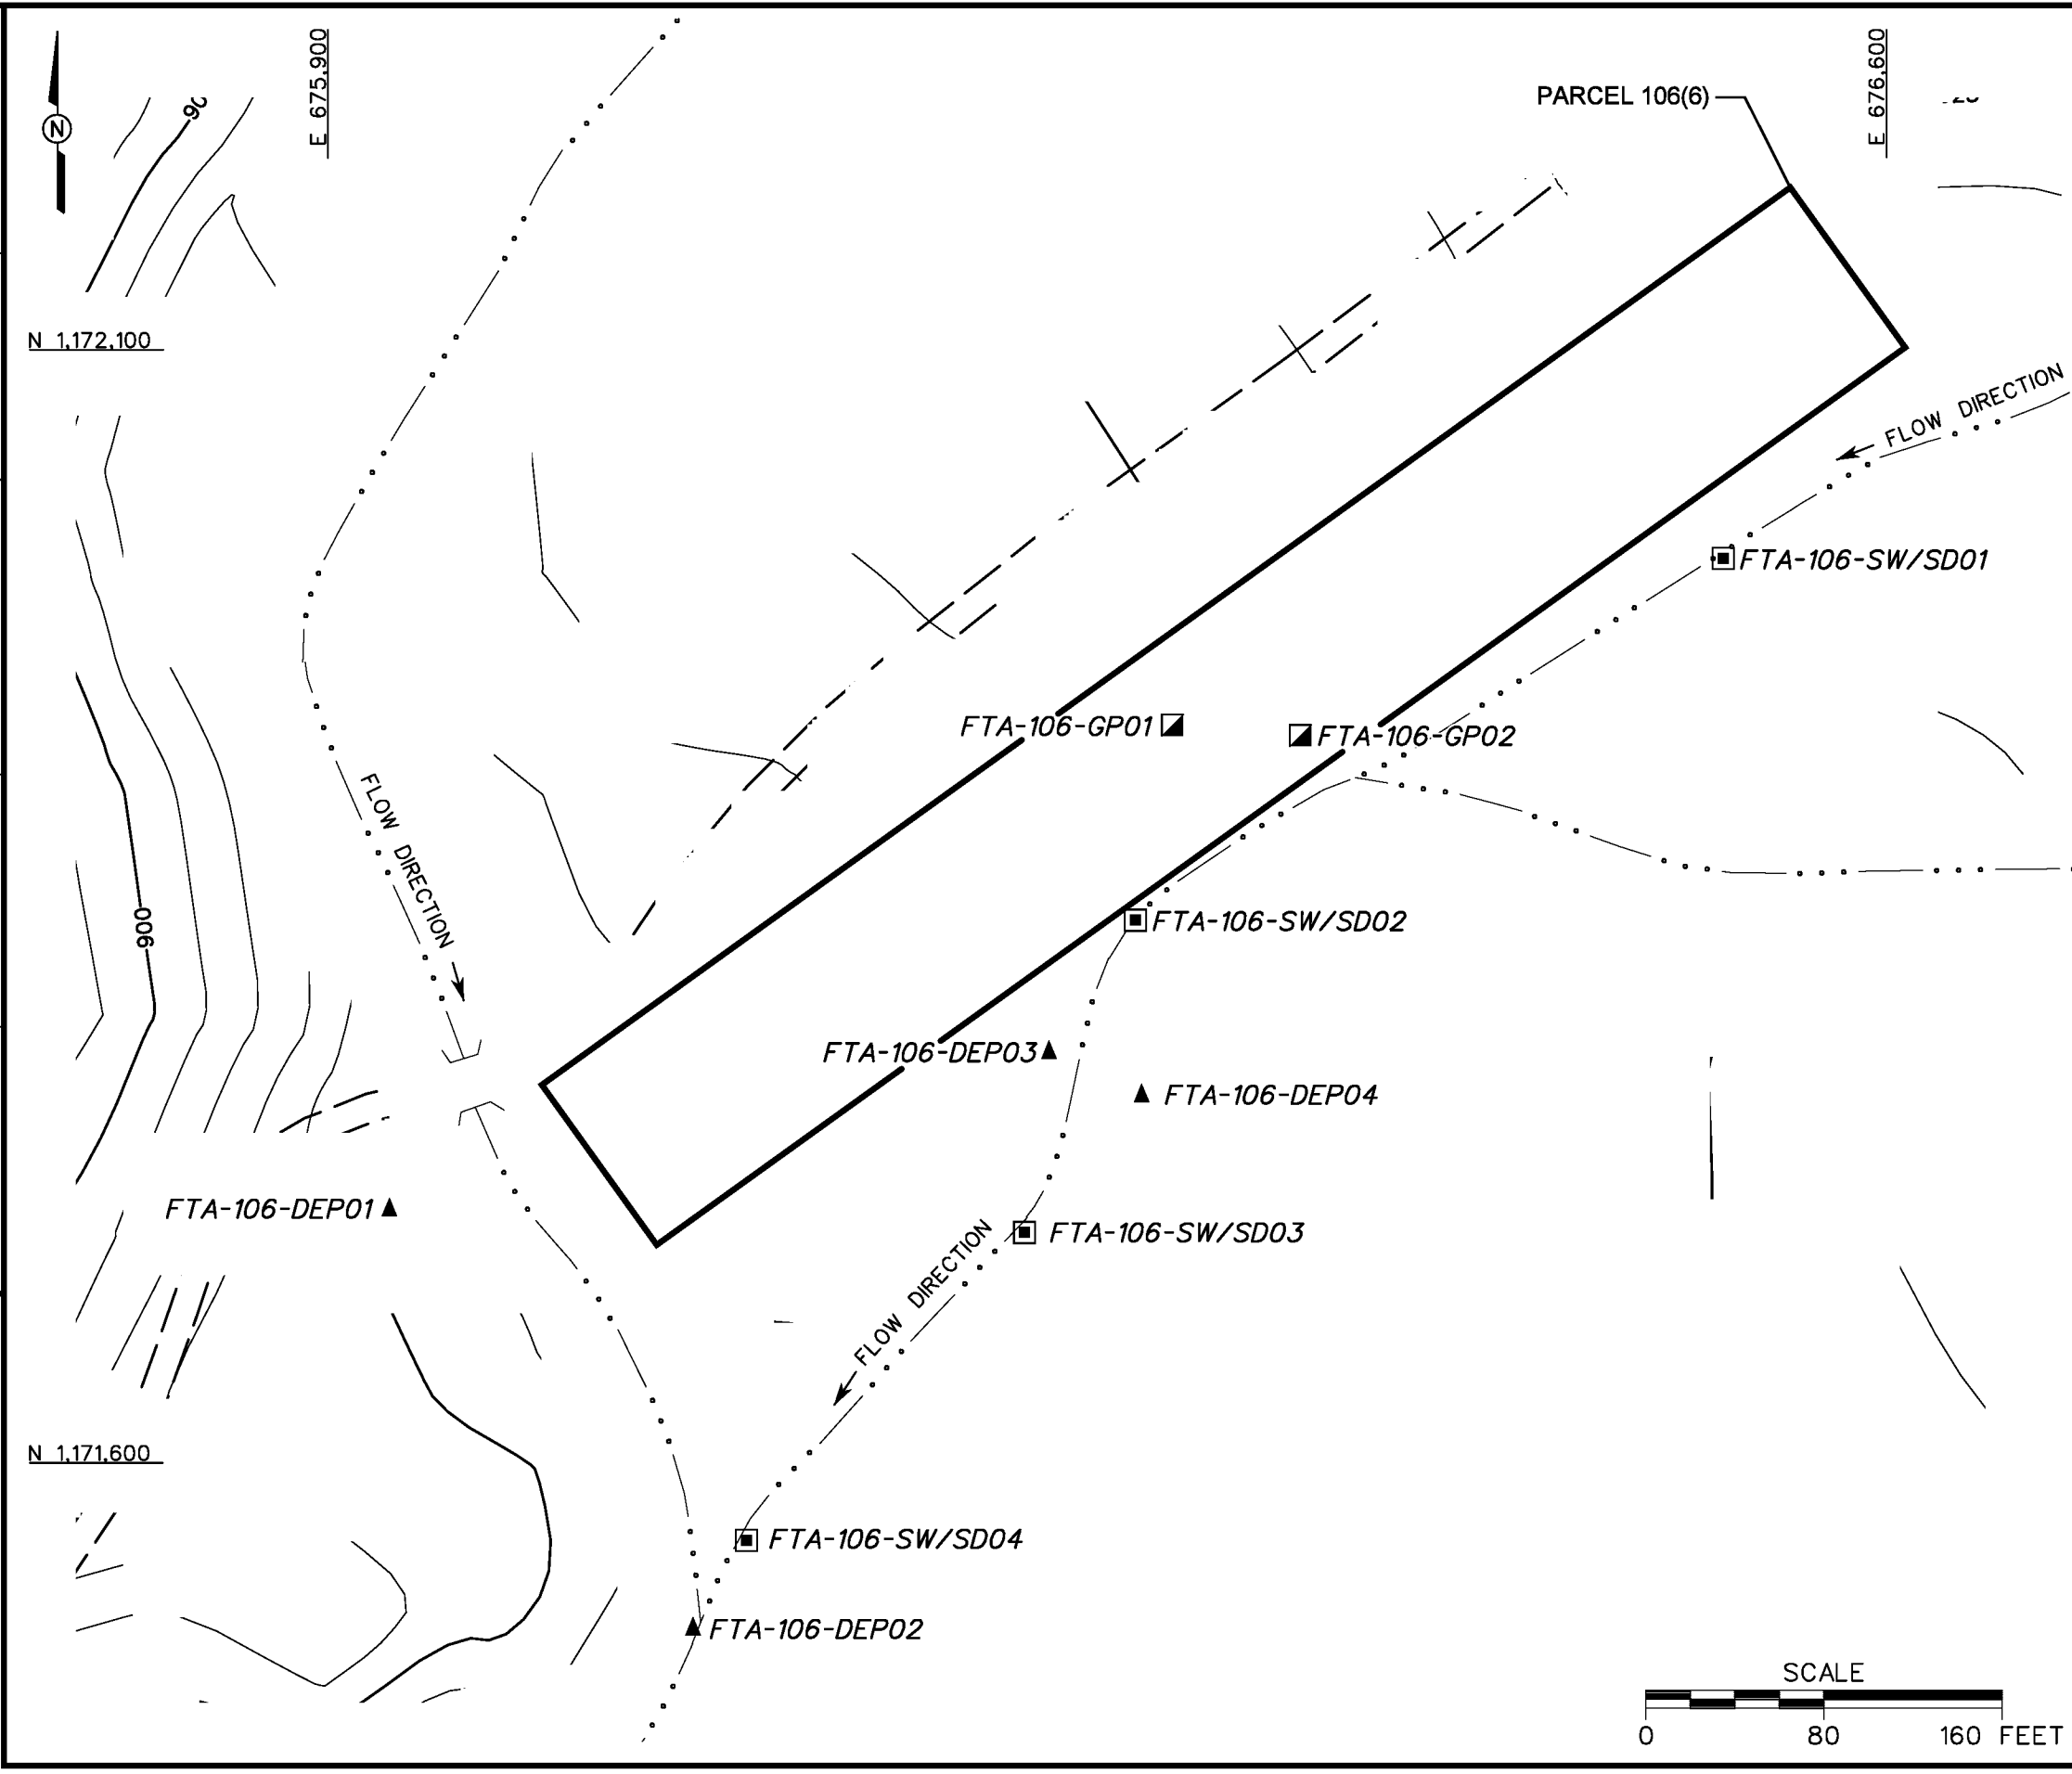 E 675,900
E 676,600
PARCEL 106(6)
N
N 1,172,100
FLOW DIRECTION
FTA-106-SW/SD01
FTA-106-GP01
FTA-106-GP02
FLOW DIRECTION
900
FTA-106-SW/SD02
FTA-106-DEP03
FTA-106-DEP04
FTA-106-DEP01
FTA-106-SW/SD03
FLOW DIRECTION
N 1,171,600
FTA-106-SW/SD04
FTA-106-DEP02
SCALE
0 80 160 FEET